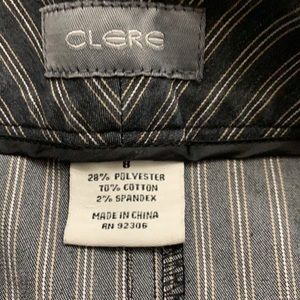 CLERE
8
28% POLYESTER
70% COTTON
2% SPANDEX
MADE IN CHINA
RN 92306